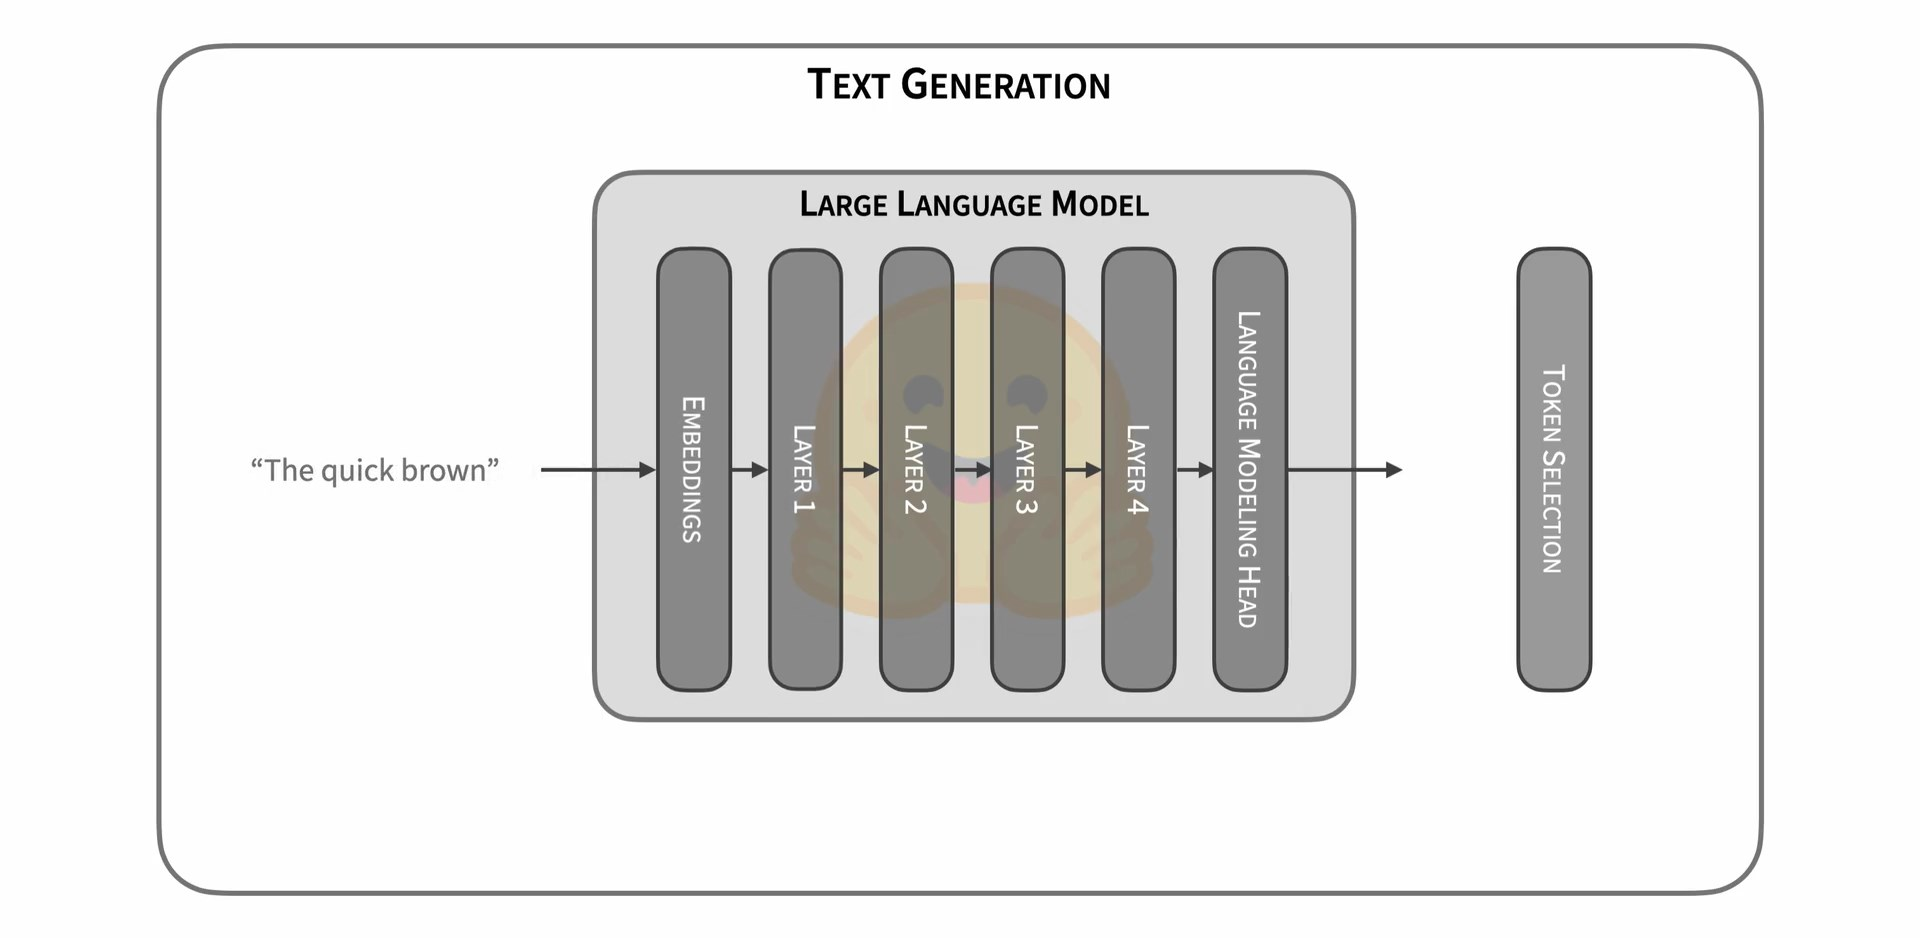 TEXT GENERATION
LARGE LANGUAGE MODEL
“The quick brown”
EMBEDDINGS
LAYER 1
LAYER 2
LAYER 3
LAYER 4
LANGUAGE MODELING HEAD
TOKEN SELECTION